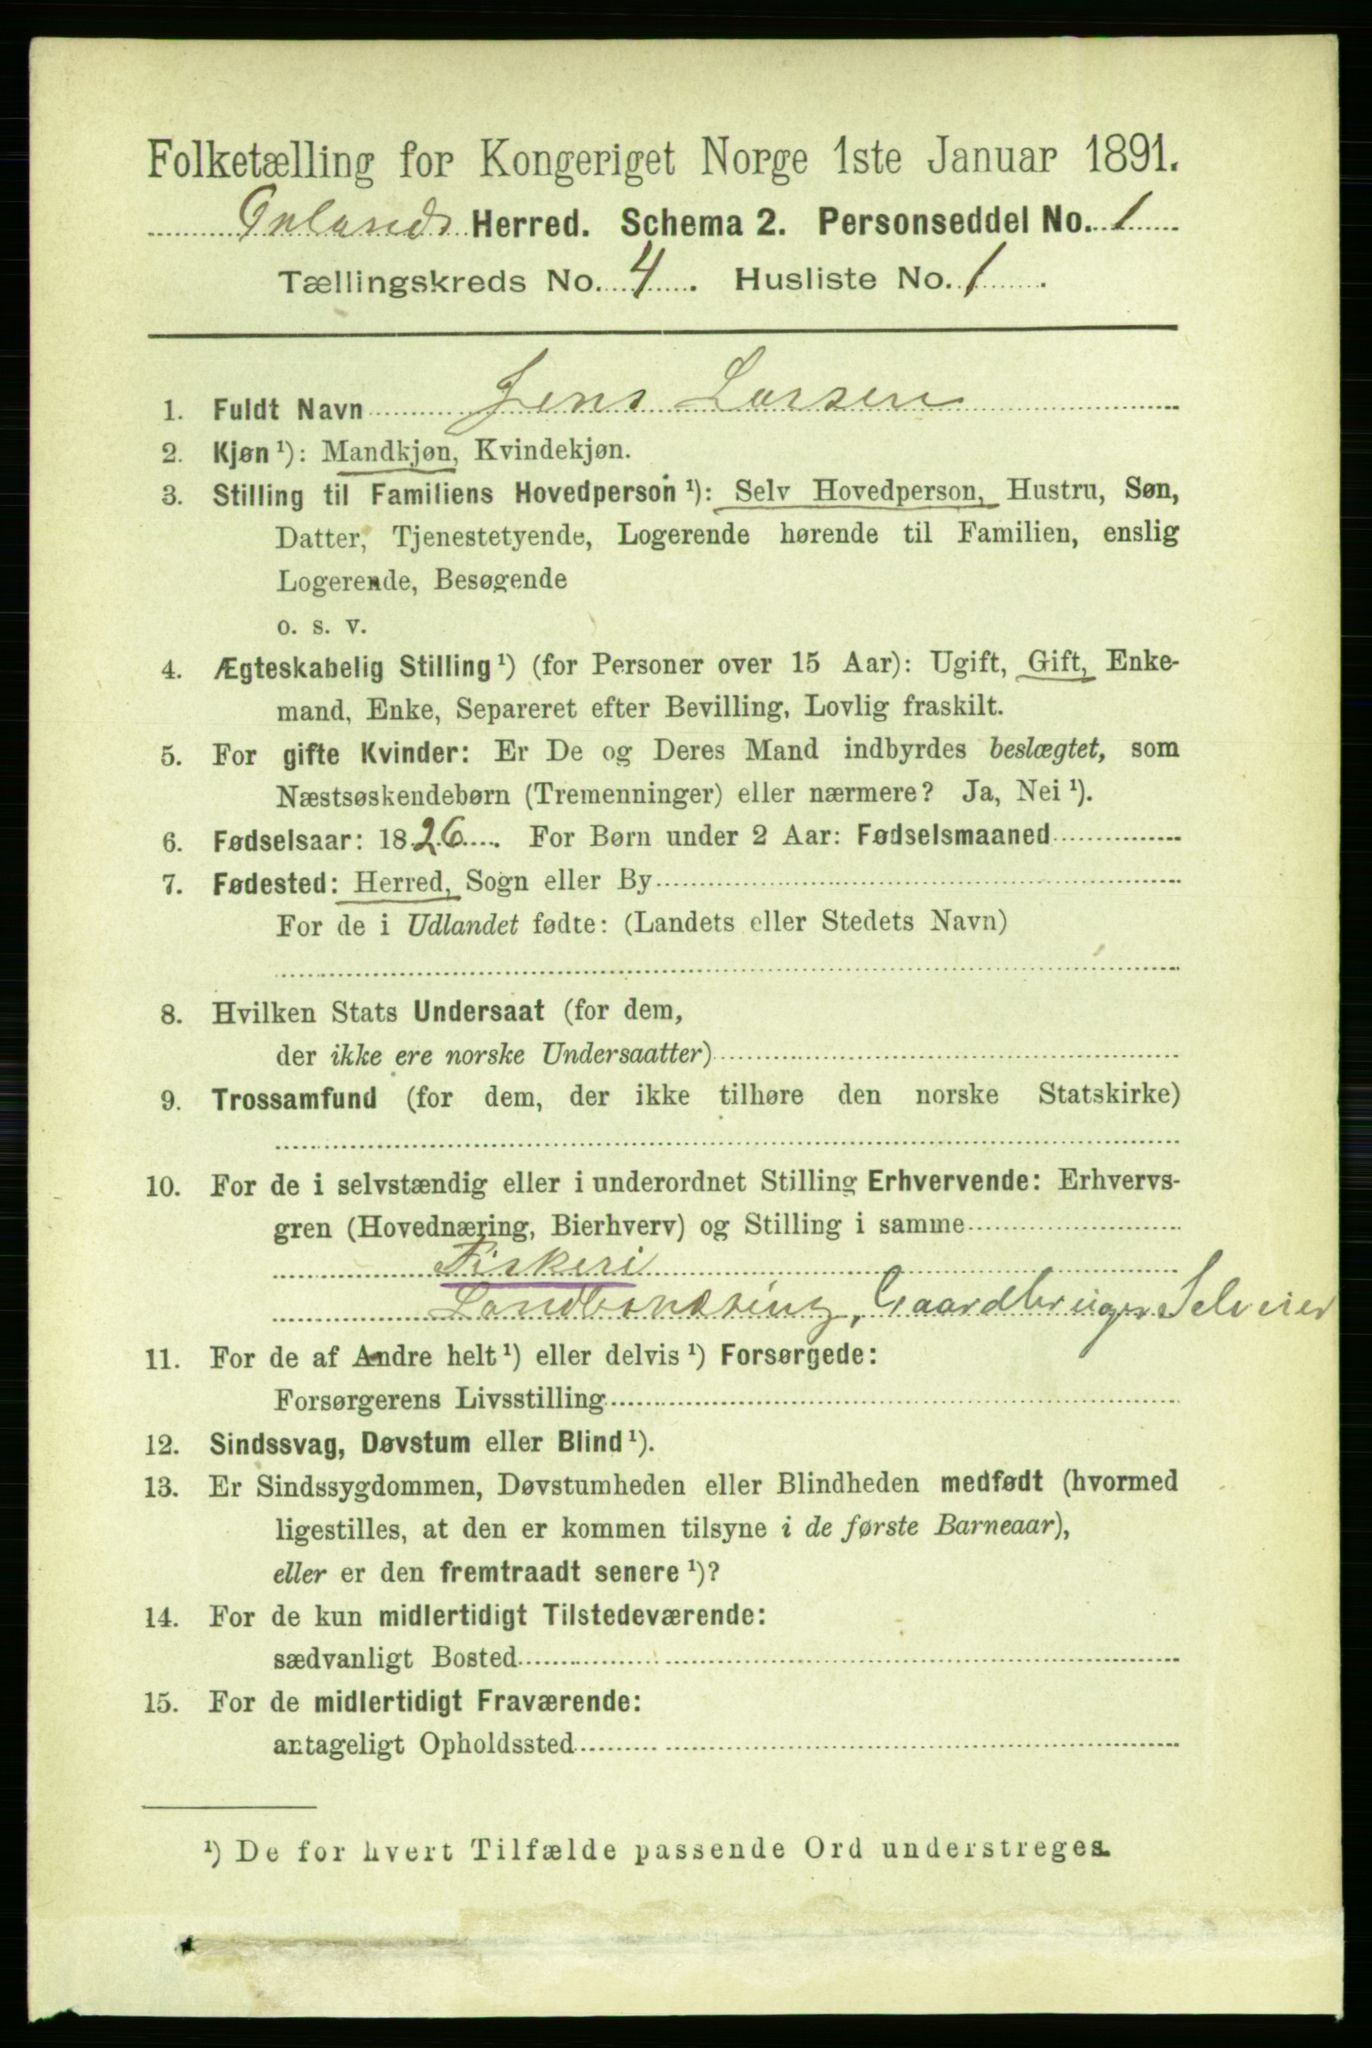 Folketælling for Kongeriget Norge 1ste Januar 1891.
Ørlands Herred. Schema 2. Personseddel No. 1
Tællingskreds No. 4. Husliste No. 1.
1. Fuldt Navn Jens Larsen
2. Kjøn ¹): Mandkjøn, Kvindekjøn.
3. Stilling til Familiens Hovedperson ¹): Selv Hovedperson, Hustru, Søn,
Datter, Tjenestetyende, Logerende hørende til Familien, enslig
Logerende, Besøgende
o. s. v.
4. Ægteskabelig Stilling ¹) (for Personer over 15 Aar): Ugift, Gift, Enke-
mand, Enke, Separeret efter Bevilling, Lovlig fraskilt.
5. For gifte Kvinder: Er De og Deres Mand indbyrdes beslægtet, som
Næstsøskendebørn (Tremenninger) eller nærmere? Ja, Nei ¹).
6. Fødselsaar: 1826. For Børn under 2 Aar: Fødselsmaaned
7. Fødested: Herred, Sogn eller By
For de i Udlandet fødte: (Landets eller Stedets Navn)
8. Hvilken Stats Undersaat (for dem,
der ikke ere norske Undersaatter)
9. Trossamfund (for dem, der ikke tilhøre den norske Statskirke)
10. For de i selvstændig eller i underordnet Stilling Erhvervende: Erhvervs-
gren (Hovednæring, Bierhverv) og Stilling i samme
Fiskeri
Landbonæring, Gaardbruger Selveier
11. For de af Andre helt ¹) eller delvis ¹) Forsørgede:
Forsørgerens Livsstilling
12. Sindssvag, Døvstum eller Blind ¹).
13. Er Sindssygdommen, Døvstumheden eller Blindheden medfødt (hvormed
ligestilles, at den er kommen tilsyne i de første Barneaar),
eller er den fremtraadt senere ¹)?
14. For de kun midlertidigt Tilstedeværende:
sædvanligt Bosted
15. For de midlertidigt Fraværende:
antageligt Opholdssted
¹) De for hvert Tilfælde passende Ord understreges.